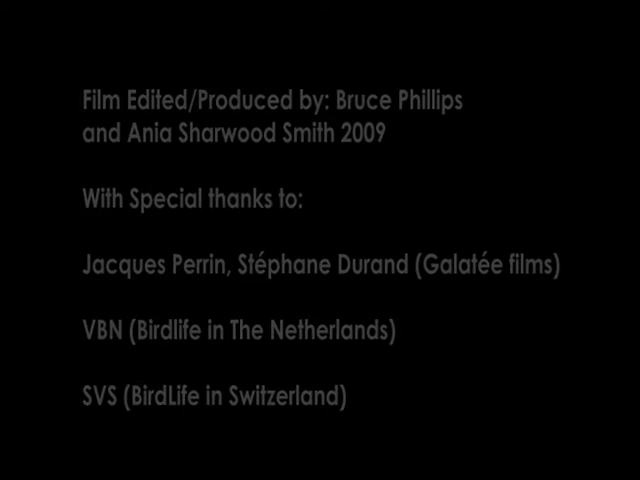 Film Edited/Produced by: Bruce Phillips
and Ania Sharwood Smith 2009
With Special thanks to:
Jacques Perrin, Stéphane Durand (Galatée films)
VBN (Birdlife in The Netherlands)
SVS (BirdLife in Switzerland)